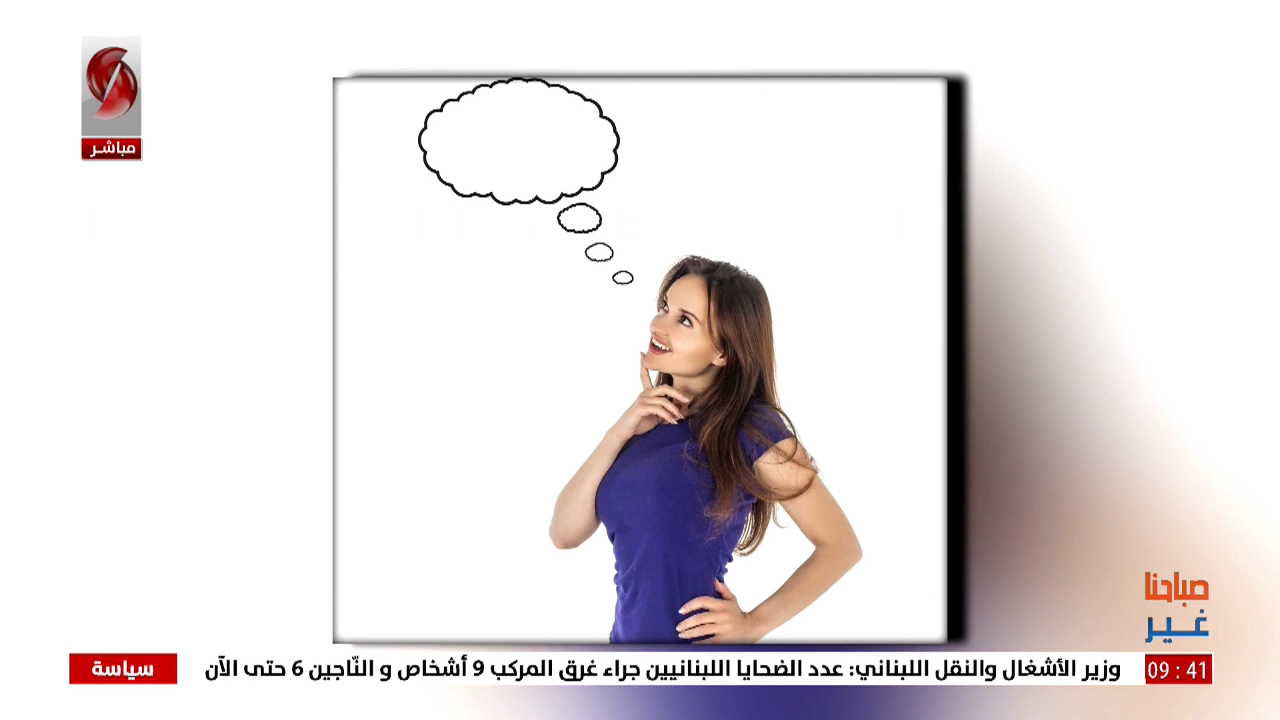 مباشر
صباحنا
غير
سياسة
وزير الأشغال والنقل اللبناني: عدد الضحايا اللبنانيين جراء غرق المركب 9 أشخاص و النّاجين 6 حتى الآن
09 : 41